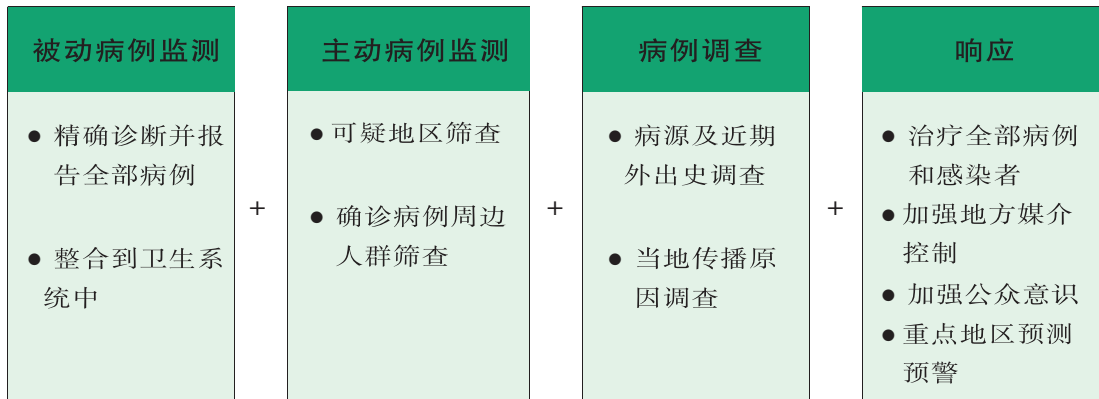 被动病例监测
● 精确诊断并报
告全部病例
● 整合到卫生系
统中
+
主动病例监测
● 可疑地区筛查
● 确诊病例周边
人群筛查
+
病例调查
● 病源及近期
外出史调查
● 当地传播原
因调查
+
响应
● 治疗全部病例
和感染者
● 加强地方媒介
控制
● 加强公众意识
● 重点地区预测
预警